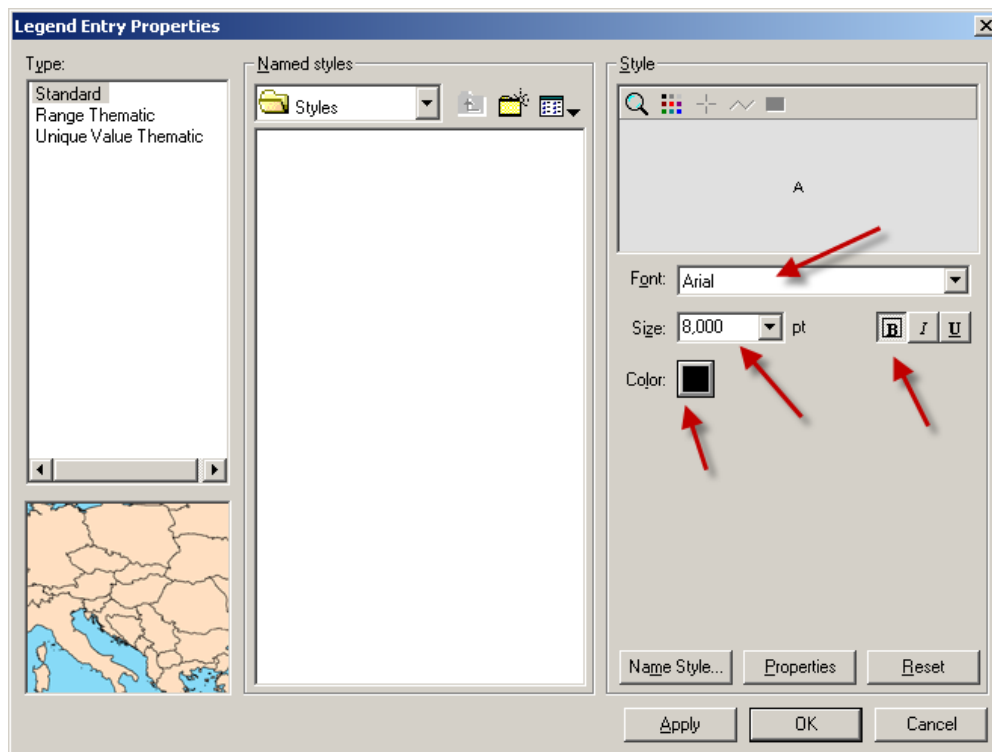 Legend Entry Properties
Type:
Standard
Range Thematic
Unique Value Thematic
Named styles
Styles
Style
A
Font: Arial
Size: 8,000 pt B I U
Color:
Name Style... Properties Reset
Apply OK Cancel